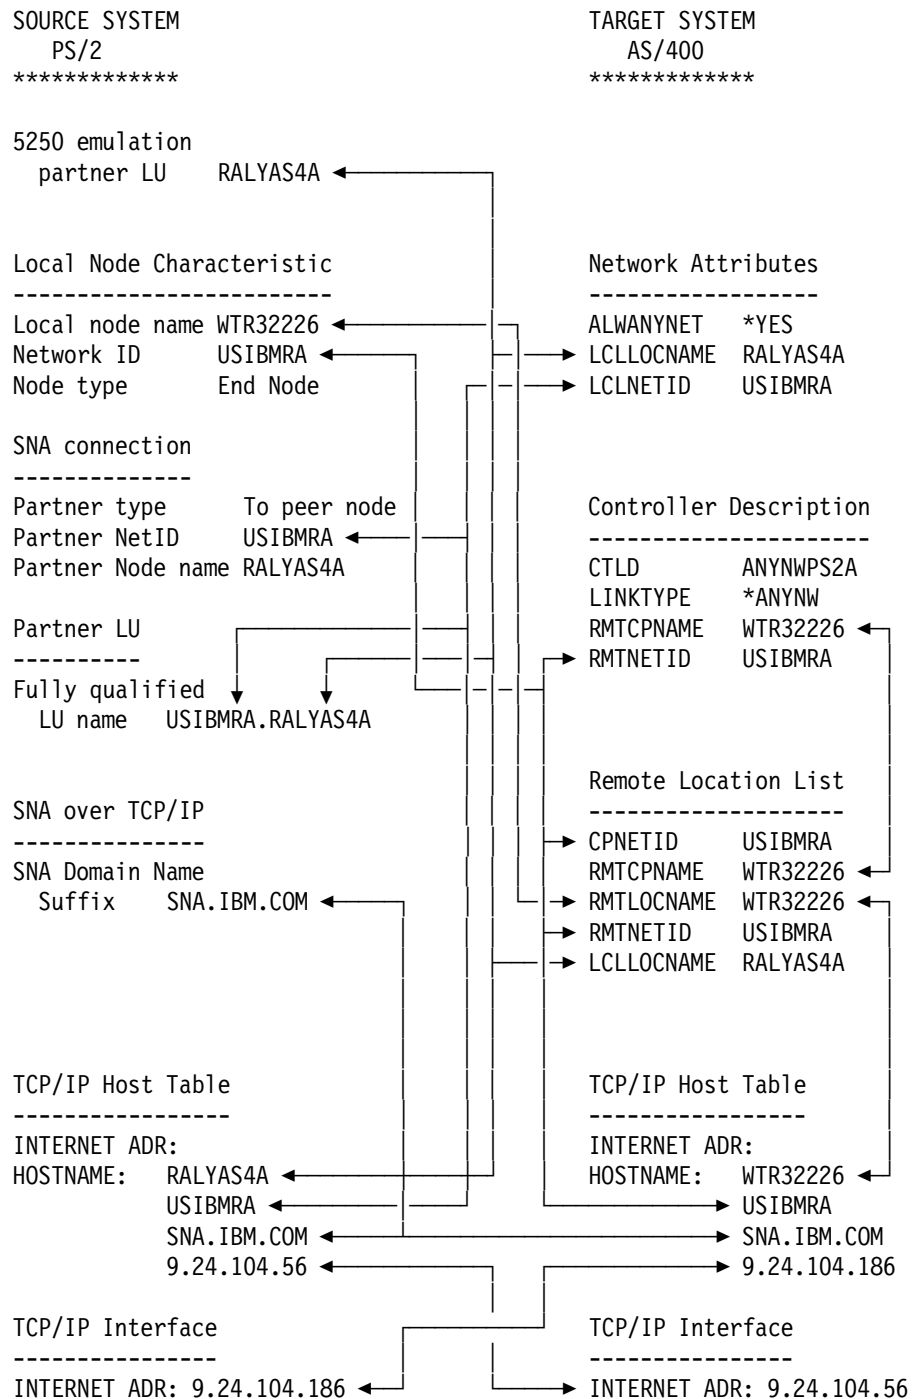 SOURCE SYSTEM TARGET SYSTEM
PS/2 AS/400
************* *************
5250 emulation
partner LU RALYAS4A
Local Node Characteristic Network Attributes
------------------------- ------------------
Local node name WTR32226 ALWANYNET *YES
Network ID USIBMRA LCLLOCNAME RALYAS4A
Node type End Node LCLNETID USIBMRA
SNA connection
--------------
Partner type To peer node Controller Description
Partner NetID USIBMRA ----------------------
Partner Node name RALYAS4A CTLD ANYNWPS2A
LINKTYPE *ANYNW
Partner LU RMTCPNAME WTR32226
---------- RMTNETID USIBMRA
Fully qualified
LU name USIBMRA.RALYAS4A
Remote Location List
SNA over TCP/IP --------------------
--------------- CPNETID USIBMRA
SNA Domain Name RMTCPNAME WTR32226
Suffix SNA.IBM.COM RMTLOCNAME WTR32226
RMTNETID USIBMRA
LCLLOCNAME RALYAS4A
TCP/IP Host Table TCP/IP Host Table
----------------- -----------------
INTERNET ADR: INTERNET ADR:
HOSTNAME: RALYAS4A HOSTNAME: WTR32226
USIBMRA USIBMRA
SNA.IBM.COM SNA.IBM.COM
9.24.104.56 9.24.104.186
TCP/IP Interface TCP/IP Interface
---------------- ----------------
INTERNET ADR: 9.24.104.186 INTERNET ADR: 9.24.104.56